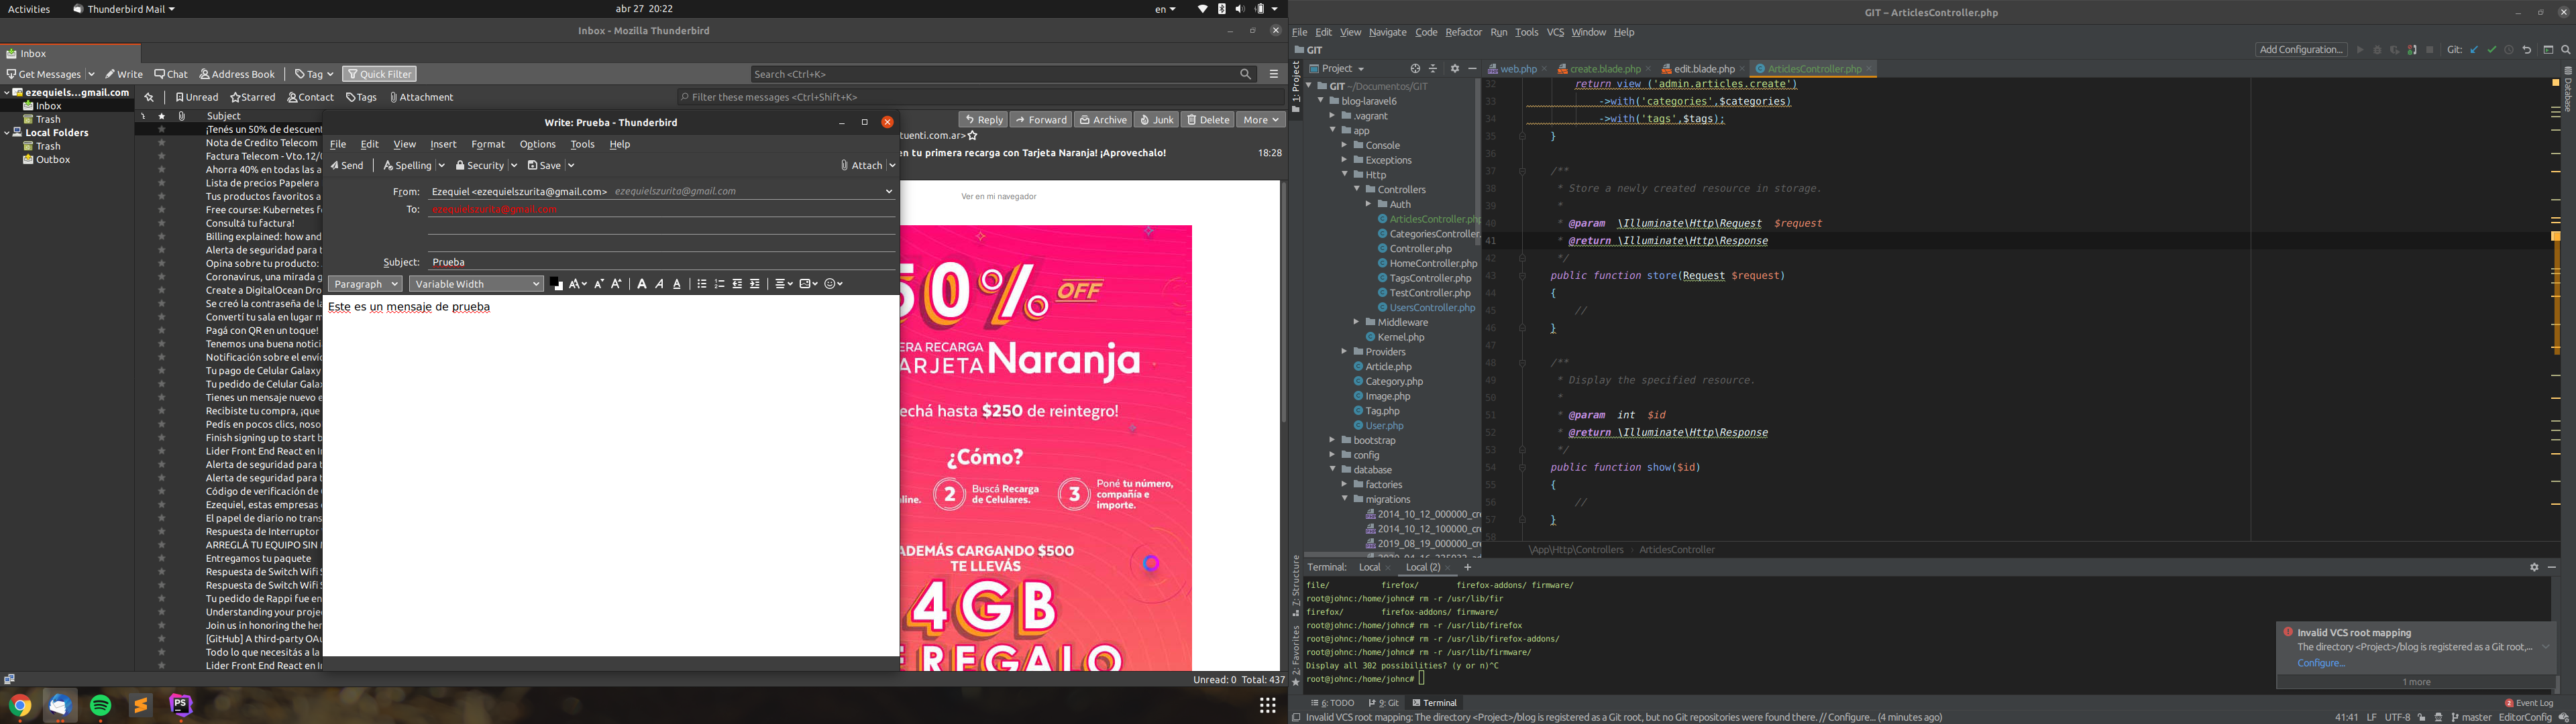 Activities
Thunderbird Mail
abr 27 20:22
en
Inbox - Mozilla Thunderbird
Inbox
Get Messages
Write
Chat
Address Book
Tag
Quick Filter
Search <Ctrl+K>
ezequiels...gmail.com
Inbox
Trash
Local Folders
Trash
Outbox
Unread
Starred
Contact
Tags
Attachment
Filter these messages <Ctrl+Shift+K>
Subject
¡Tenés un 50% de descuent
Nota de Credito Telecom
Factura Telecom - Vto.12/0
Ahorra 40% en todas las a
Lista de precios Papelera
Tus productos favoritos a
Free course: Kubernetes f
Consultá tu factura!
Billing explained: how and
Alerta de seguridad para t
Opina sobre tu producto:
Coronavirus, una mirada g
Create a DigitalOcean Dro
Se creó la contraseña de la
Convertí tu sala en lugar m
Pagá con QR en un toque!
Tenemos una buena notici
Notificación sobre el envío
Tu pago de Celular Galaxy
Tu pedido de Celular Gala
Tienes un mensaje nuevo e
Recibiste tu compra, ¡que
Pedís en pocos clics, noso
Finish signing up to start b
Lider Front End React en I
Alerta de seguridad para t
Alerta de seguridad para t
Código de verificación de
Ezequiel, estas empresas
El papel de diario no trans
Respuesta de Interruptor
ARREGLÁ TU EQUIPO SIN
Entregamos tu paquete
Respuesta de Switch Wifi S
Respuesta de Switch Wifi S
Tu pedido de Rappi fue en
Understanding your projec
Join us in honoring the her
[GitHub] A third-party OAu
Todo lo que necesitás a la
Lider Front End React en I
Reply
Forward
Archive
Junk
Delete
More
tuenti.com.ar>
en tu primera recarga con Tarjeta Naranja! ¡Aprovechalo!
18:28
Write: Prueba - Thunderbird
File Edit View Insert Format Options Tools Help
Send
Spelling
Security
Save
Attach
From: Ezequiel <ezequielszurita@gmail.com> ezequielszurita@gmail.com
To: ezequielszurita@gmail.com
Subject: Prueba
Paragraph
Variable Width
Este es un mensaje de prueba
Ver en mi navegador
50% OFF
ERA RECARGA
ARJETA Naranja
echá hasta $250 de reintegro!
¿Cómo?
line.
2 Buscá Recarga
de Celulares.
3 Poné tu número,
compañía e
importe.
ADEMÁS CARGANDO $500
TE LLEVÁS
4GB
E REGALO
Unread: 0 Total: 437
GIT – ArticlesController.php
File Edit View Navigate Code Refactor Run Tools VCS Window Help
GIT
Add Configuration...
Git:
Project
web.php
create.blade.php
edit.blade.php
ArticlesController.php
1: Project
Database
GIT ~/Documentos/GIT
blog-laravel6
.vagrant
app
Console
Exceptions
Http
Controllers
Auth
ArticlesController.php
CategoriesController.
Controller.php
HomeController.php
TagsController.php
TestController.php
UsersController.php
Middleware
Kernel.php
Providers
Article.php
Category.php
Image.php
Tag.php
User.php
bootstrap
config
database
factories
migrations
2014_10_12_000000_cr
2014_10_12_100000_cr
2019_08_19_000000_cr
32 return view ('admin.articles.create')
33 ->with('categories',$categories)
34 ->with('tags',$tags);
35 }
36
37 /**
38 * Store a newly created resource in storage.
39 *
40 * @param \Illuminate\Http\Request $request
41 * @return \Illuminate\Http\Response
42 */
43 public function store(Request $request)
44 {
45 //
46 }
47
48 /**
49 * Display the specified resource.
50 *
51 * @param int $id
52 * @return \Illuminate\Http\Response
53 */
54 public function show($id)
55 {
56 //
57 }
58
\App\Http\Controllers › ArticlesController
Terminal: Local Local (2)
7: Structure
2: Favorites
file/ firefox/ firefox-addons/ firmware/
root@johnc:/home/johnc# rm -r /usr/lib/fir
firefox/ firefox-addons/ firmware/
root@johnc:/home/johnc# rm -r /usr/lib/firefox
root@johnc:/home/johnc# rm -r /usr/lib/firefox-addons/
root@johnc:/home/johnc# rm -r /usr/lib/firmware/
Display all 302 possibilities? (y or n)^C
root@johnc:/home/johnc#
Invalid VCS root mapping
The directory <Project>/blog is registered as a Git root,...
Configure...
1 more
6: TODO
9: Git
Terminal
2 Event Log
Invalid VCS root mapping: The directory <Project>/blog is registered as a Git root, but no Git repositories were found there. // Configure... (4 minutes ago)
41:41 LF UTF-8 master EditorConfig
PS